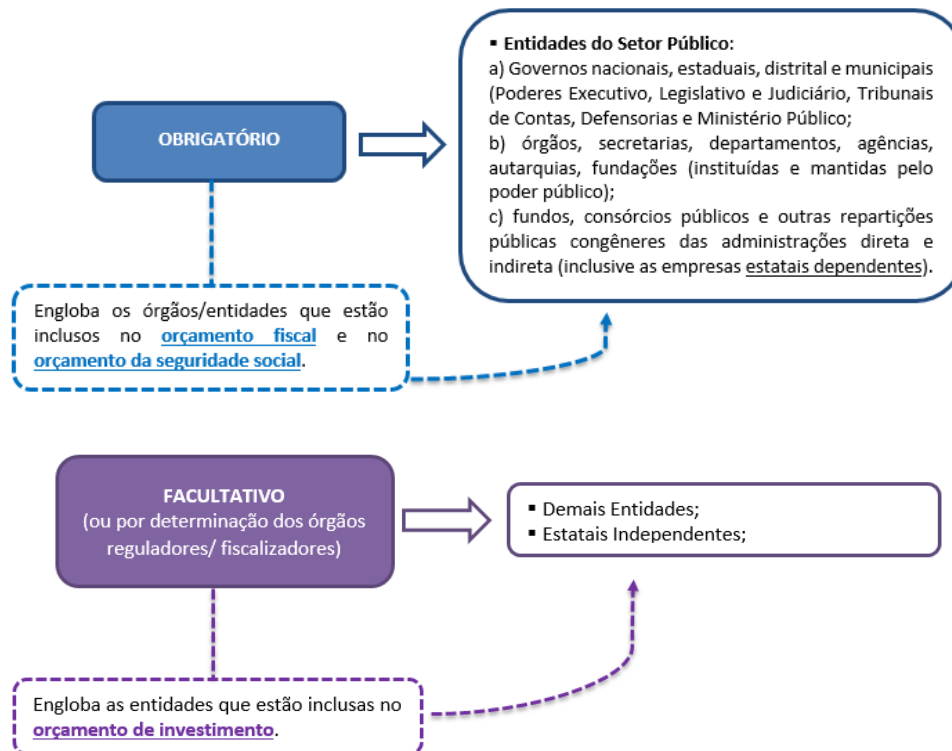 OBRIGATÓRIO
▪ Entidades do Setor Público:
a) Governos nacionais, estaduais, distrital e municipais
(Poderes Executivo, Legislativo e Judiciário, Tribunais
de Contas, Defensorias e Ministério Público;
b) órgãos, secretarias, departamentos, agências,
autarquias, fundações (instituídas e mantidas pelo
poder público);
c) fundos, consórcios públicos e outras repartições
públicas congêneres das administrações direta e
indireta (inclusive as empresas estatais dependentes).
Engloba os órgãos/entidades que estão
inclusos no orçamento fiscal e no
orçamento da seguridade social.
FACULTATIVO
(ou por determinação dos órgãos
reguladores/ fiscalizadores)
▪ Demais Entidades;
▪ Estatais Independentes;
Engloba as entidades que estão inclusas no
orçamento de investimento.